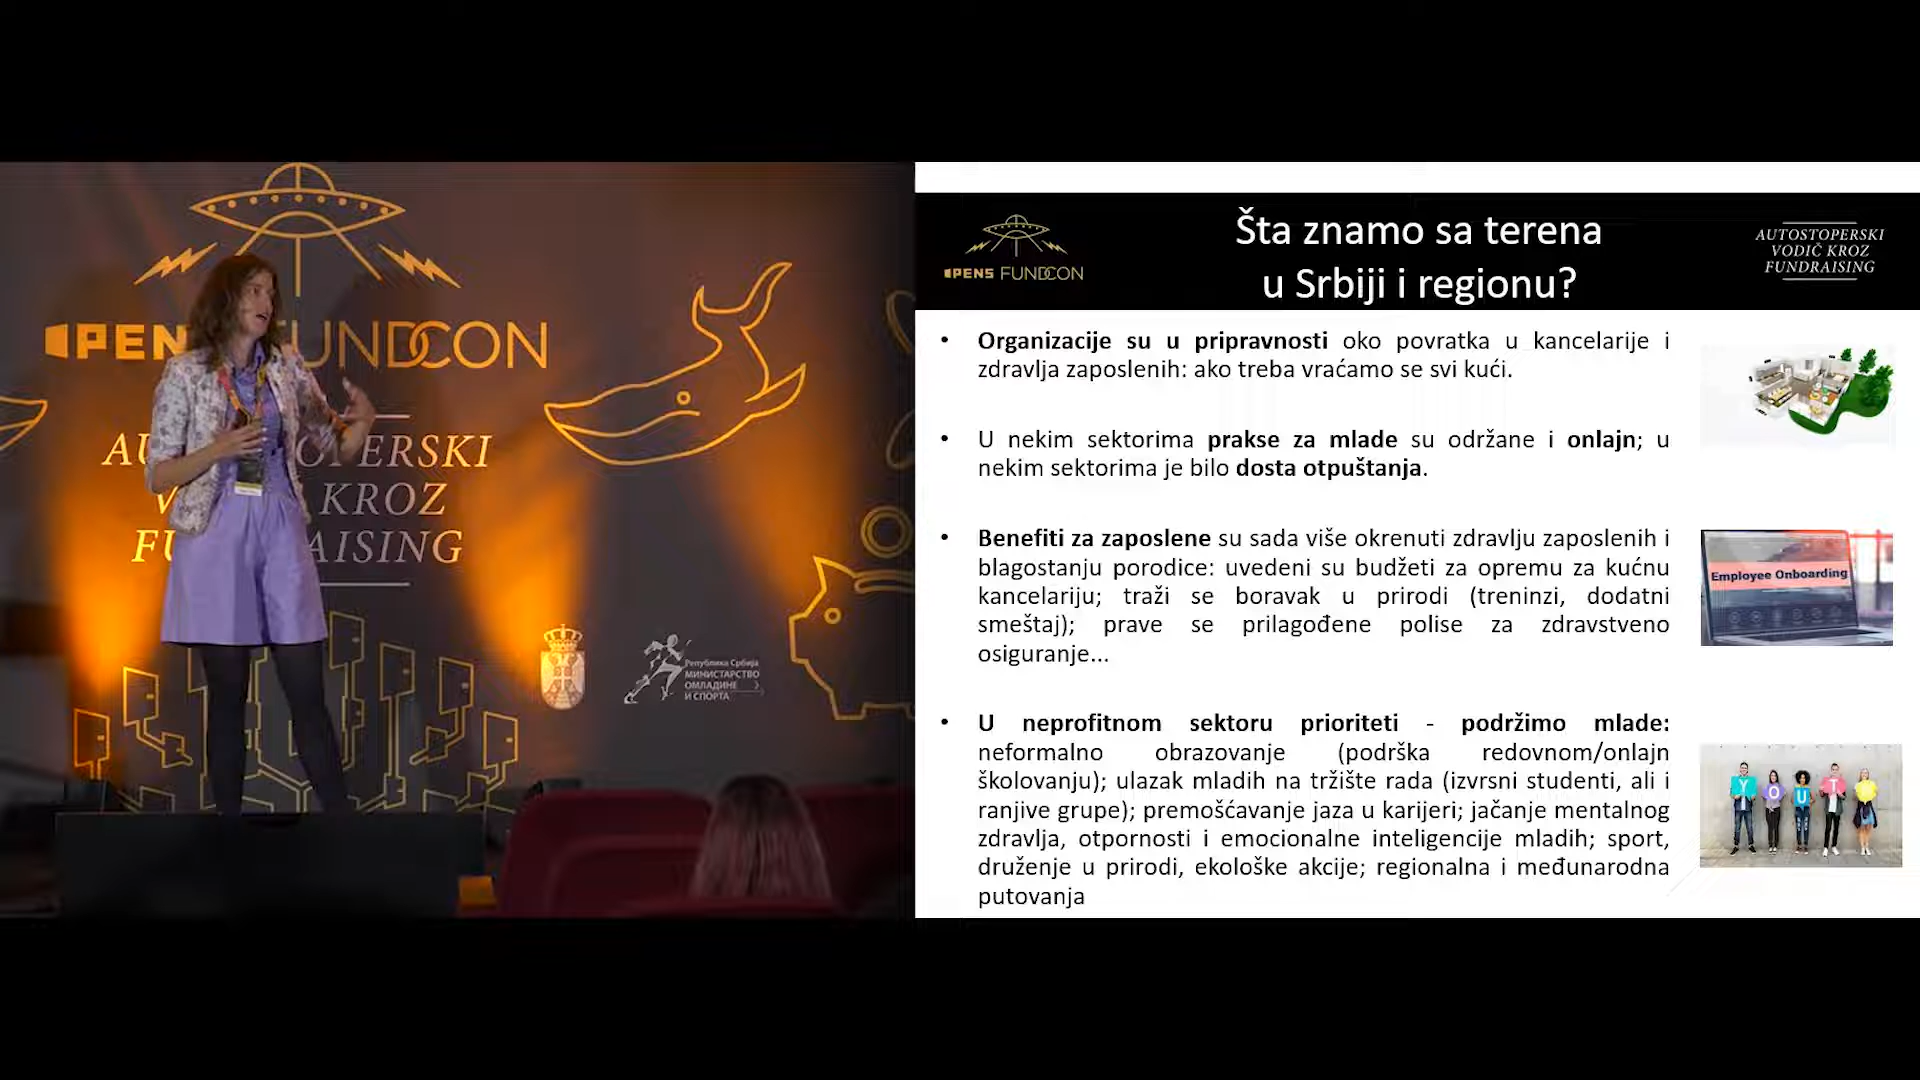 OPEN FUNDCON
AUTOSTOPERSKI
KROZ
FUNDRAISING
Република Србија
МИНИСТАРСТВО
ОМЛАДИНЕ
И СПОРТА
OPENS FUNDCON
Šta znamo sa terena
u Srbiji i regionu?
AUTOSTOPERSKI
VODIČ KROZ
FUNDRAISING
• Organizacije su u pripravnosti oko povratka u kancelarije i
zdravlja zaposlenih: ako treba vraćamo se svi kući.
• U nekim sektorima prakse za mlade su održane i onlajn; u
nekim sektorima je bilo dosta otpuštanja.
• Benefiti za zaposlene su sada više okrenuti zdravlju zaposlenih i
blagostanju porodice: uvedeni su budžeti za opremu za kućnu
kancelariju; traži se boravak u prirodi (treninzi, dodatni
smeštaj); prave se prilagođene polise za zdravstveno
osiguranje...
• U neprofitnom sektoru prioriteti - podržimo mlade:
neformalno obrazovanje (podrška redovnom/onlajn
školovanju); ulazak mladih na tržište rada (izvrsni studenti, ali i
ranjive grupe); premošćavanje jaza u karijeri; jačanje mentalnog
zdravlja, otpornosti i emocionalne inteligencije mladih; sport,
druženje u prirodi, ekološke akcije; regionalna i međunarodna
putovanja
Employee Onboarding
YOUTH